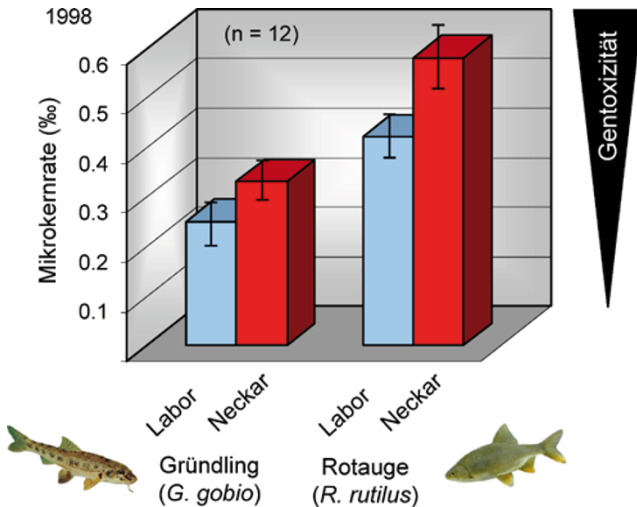 1998
(n = 12)
Gentoxizität
Mikrokernrate (‰)
0.6
0.5
0.4
0.3
0.2
0.1
Labor
Neckar
Labor
Neckar
Gründling
(G. gobio)
Rotauge
(R. rutilus)